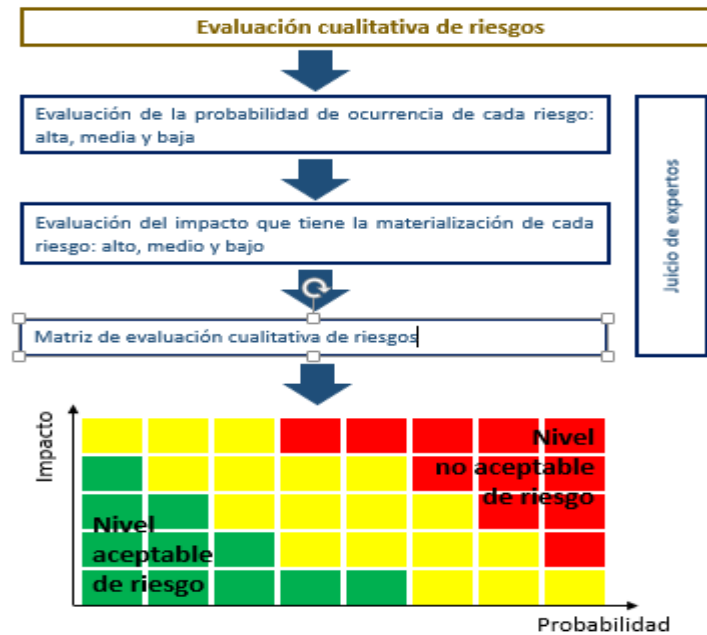 Evaluación cualitativa de riesgos
Evaluación de la probabilidad de ocurrencia de cada riesgo:
alta, media y baja
Evaluación del impacto que tiene la materialización de cada
riesgo: alto, medio y bajo
Juicio de expertos
Matriz de evaluación cualitativa de riesgos
Impacto
Nivel
no aceptable
de riesgo
Nivel
aceptable
de riesgo
Probabilidad